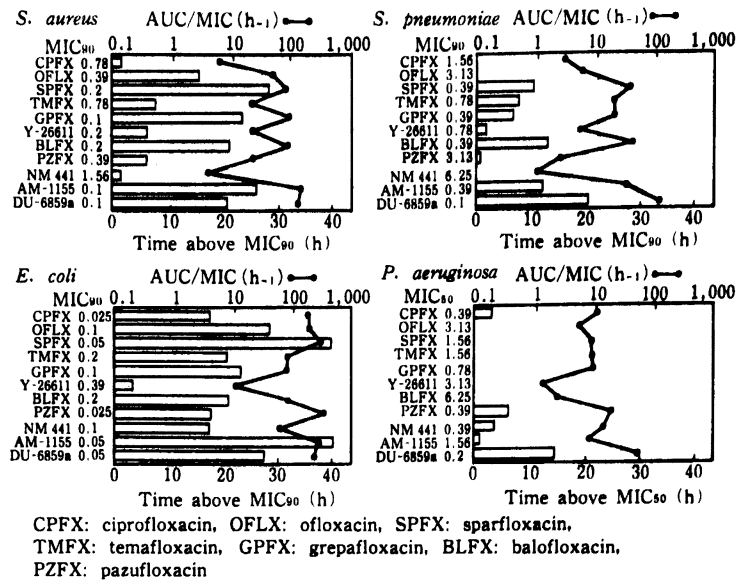 S. aureus AUC/MIC (h-1)
MIC90 0.1 1 10 100 1,000
CPFX 0.78
OFLX 0.39
SPFX 0.2
TMFX 0.78
GPFX 0.1
Y-26611 0.2
BLFX 0.2
PZFX 0.39
NM 441 1.56
AM-1155 0.1
DU-6859a 0.1
0 10 20 30 40
Time above MIC90 (h)
S. pneumoniae AUC/MIC (h-1)
MIC90 0.1 1 10 100 1,000
CPFX 1.56
OFLX 3.13
SPFX 0.39
TMFX 0.78
GPFX 0.39
Y-26611 0.78
BLFX 0.39
PZFX 3.13
NM 441 6.25
AM-1155 0.39
DU-6859a 0.1
0 10 20 30 40
Time above MIC90 (h)
E. coli AUC/MIC (h-1)
MIC90 0.1 1 10 100 1,000
CPFX 0.025
OFLX 0.1
SPFX 0.05
TMFX 0.2
GPFX 0.1
Y-26611 0.39
BLFX 0.2
PZFX 0.025
NM 441 0.1
AM-1155 0.05
DU-6859a 0.05
0 10 20 30 40
Time above MIC90 (h)
P. aeruginosa AUC/MIC (h-1)
MIC50 0.1 1 10 100 1,000
CPFX 0.39
OFLX 3.13
SPFX 1.56
TMFX 1.56
GPFX 0.78
Y-26611 3.13
BLFX 6.25
PZFX 0.39
NM 441 0.39
AM-1155 1.56
DU-6859a 0.2
0 10 20 30 40
Time above MIC50 (h)
CPFX: ciprofloxacin, OFLX: ofloxacin, SPFX: sparfloxacin,
TMFX: temafloxacin, GPFX: grepafloxacin, BLFX: balofloxacin,
PZFX: pazufloxacin